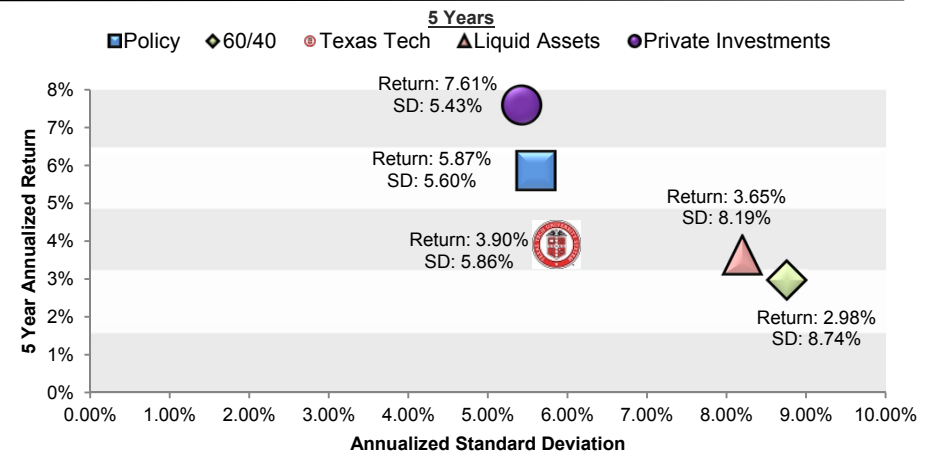 5 Years
Policy 60/40 Texas Tech Liquid Assets Private Investments
Return: 7.61%
SD: 5.43%
Return: 5.87%
SD: 5.60%
Return: 3.90%
SD: 5.86%
Return: 3.65%
SD: 8.19%
Return: 2.98%
SD: 8.74%
5 Year Annualized Return
8%
7%
6%
5%
4%
3%
2%
1%
0%
0.00% 1.00% 2.00% 3.00% 4.00% 5.00% 6.00% 7.00% 8.00% 9.00% 10.00%
Annualized Standard Deviation